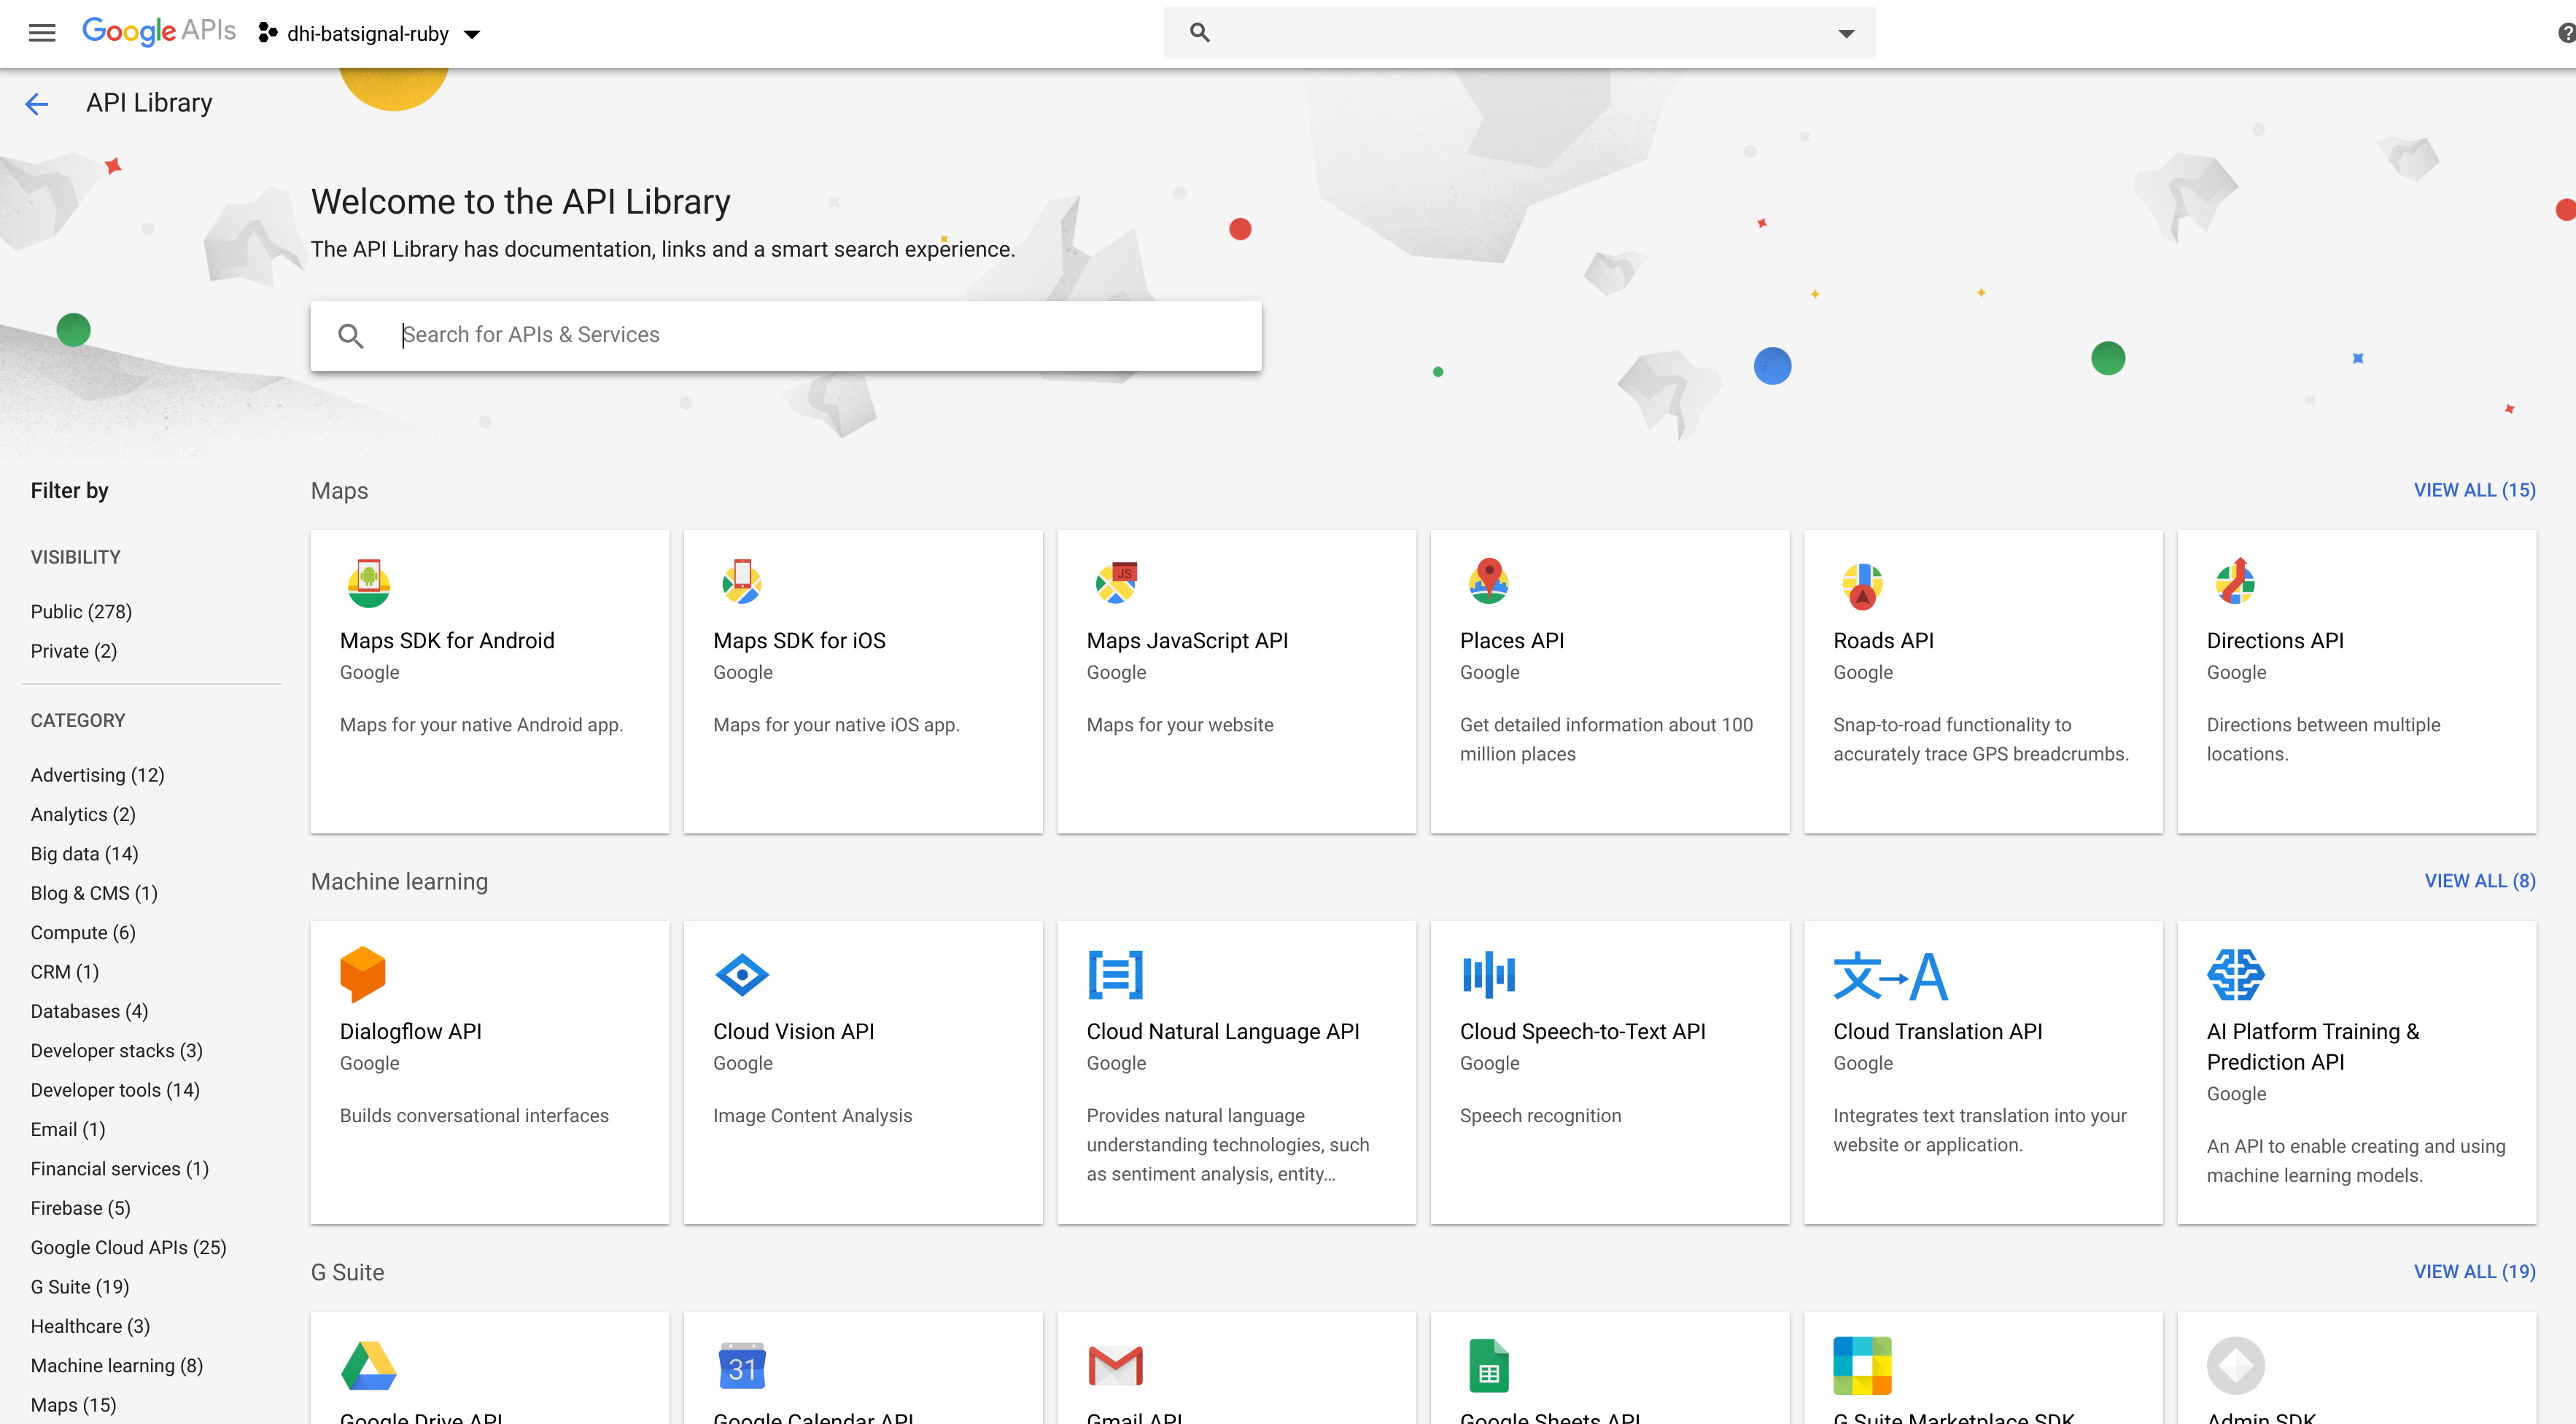 Google APIs
dhi-batsignal-ruby
API Library
Welcome to the API Library
The API Library has documentation, links and a smart search experience.
Search for APIs & Services
Filter by
VISIBILITY
Public (278)
Private (2)
CATEGORY
Advertising (12)
Analytics (2)
Big data (14)
Blog & CMS (1)
Compute (6)
CRM (1)
Databases (4)
Developer stacks (3)
Developer tools (14)
Email (1)
Financial services (1)
Firebase (5)
Google Cloud APIs (25)
G Suite (19)
Healthcare (3)
Machine learning (8)
Maps (15)
Maps
VIEW ALL (15)
Maps SDK for Android
Google
Maps for your native Android app.
Maps SDK for iOS
Google
Maps for your native iOS app.
JS
Maps JavaScript API
Google
Maps for your website
Places API
Google
Get detailed information about 100
million places
Roads API
Google
Snap-to-road functionality to
accurately trace GPS breadcrumbs.
Directions API
Google
Directions between multiple
locations.
Machine learning
VIEW ALL (8)
Dialogflow API
Google
Builds conversational interfaces
Cloud Vision API
Google
Image Content Analysis
Cloud Natural Language API
Google
Provides natural language
understanding technologies, such
as sentiment analysis, entity...
Cloud Speech-to-Text API
Google
Speech recognition
文→A
Cloud Translation API
Google
Integrates text translation into your
website or application.
AI Platform Training &
Prediction API
Google
An API to enable creating and using
machine learning models.
G Suite
VIEW ALL (19)
Google Drive API
31
Google Calendar API
Gmail API
Google Sheets API
G Suite Marketplace SDK
Admin SDK